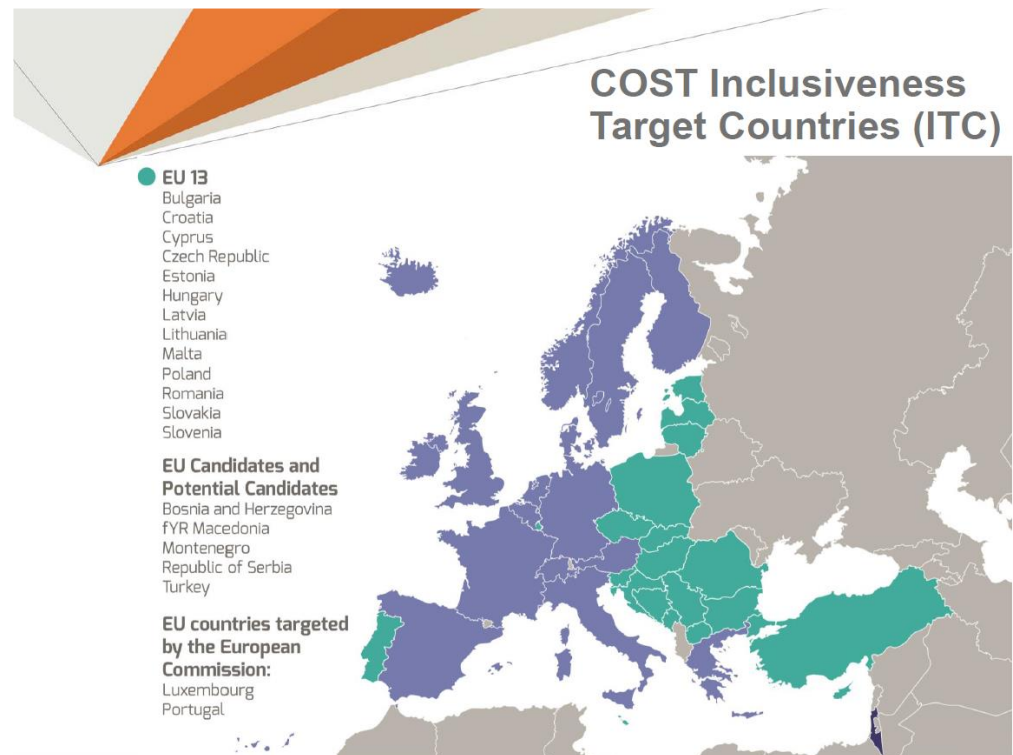 COST Inclusiveness
Target Countries (ITC)
EU 13
Bulgaria
Croatia
Cyprus
Czech Republic
Estonia
Hungary
Latvia
Lithuania
Malta
Poland
Romania
Slovakia
Slovenia
EU Candidates and
Potential Candidates
Bosnia and Herzegovina
fYR Macedonia
Montenegro
Republic of Serbia
Turkey
EU countries targeted
by the European
Commission:
Luxembourg
Portugal